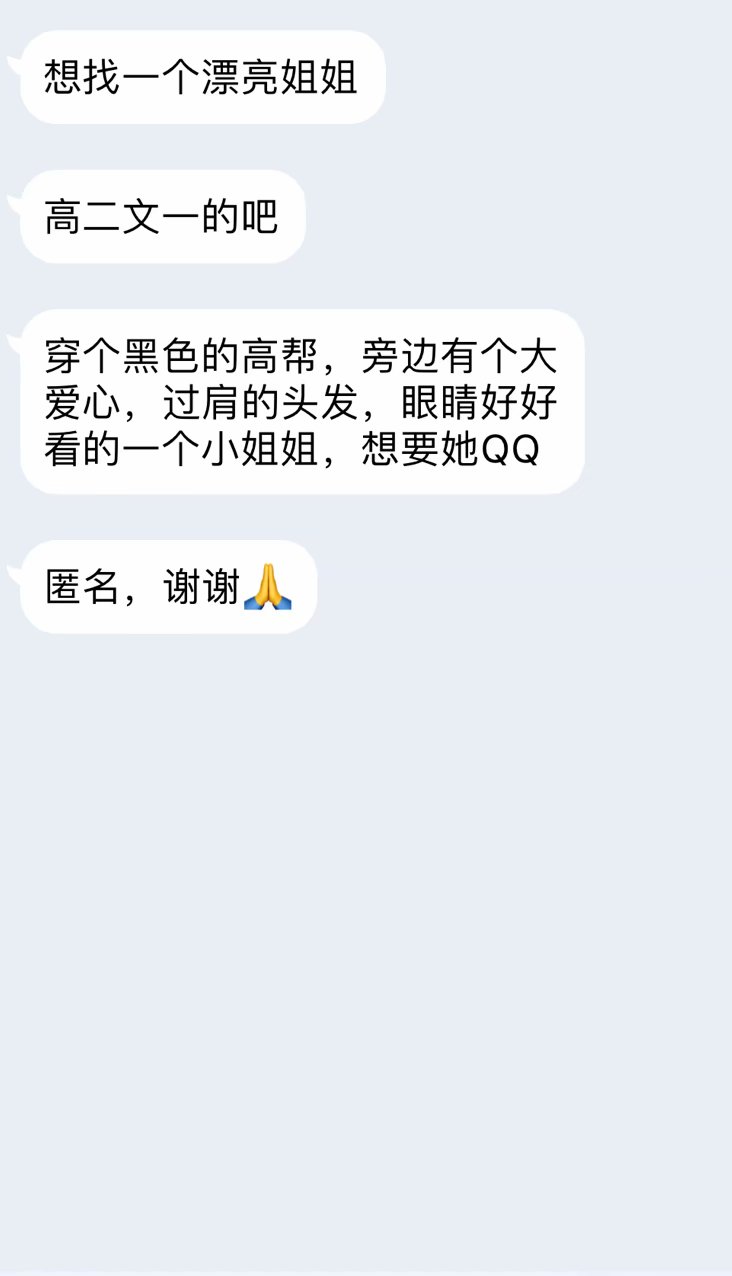 想找一个漂亮姐姐
高二文一的吧
穿个黑色的高帮，旁边有个大
爱心，过肩的头发，眼睛好好
看的一个小姐姐，想要她QQ
匿名，谢谢🙏